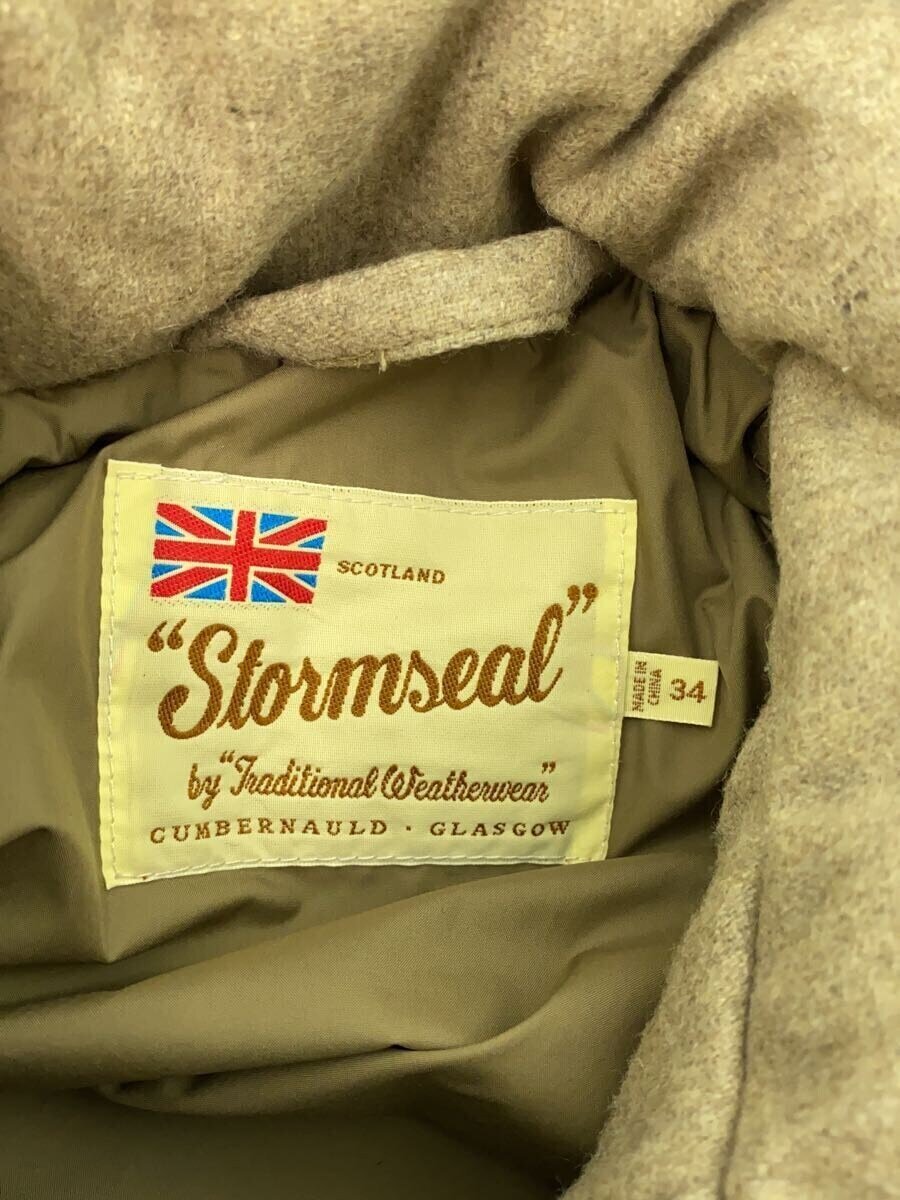 SCOTLAND
“Stormseal”
by “Traditional Weatherwear”
CUMBERNAULD · GLASGOW
MADE IN
CHINA
34